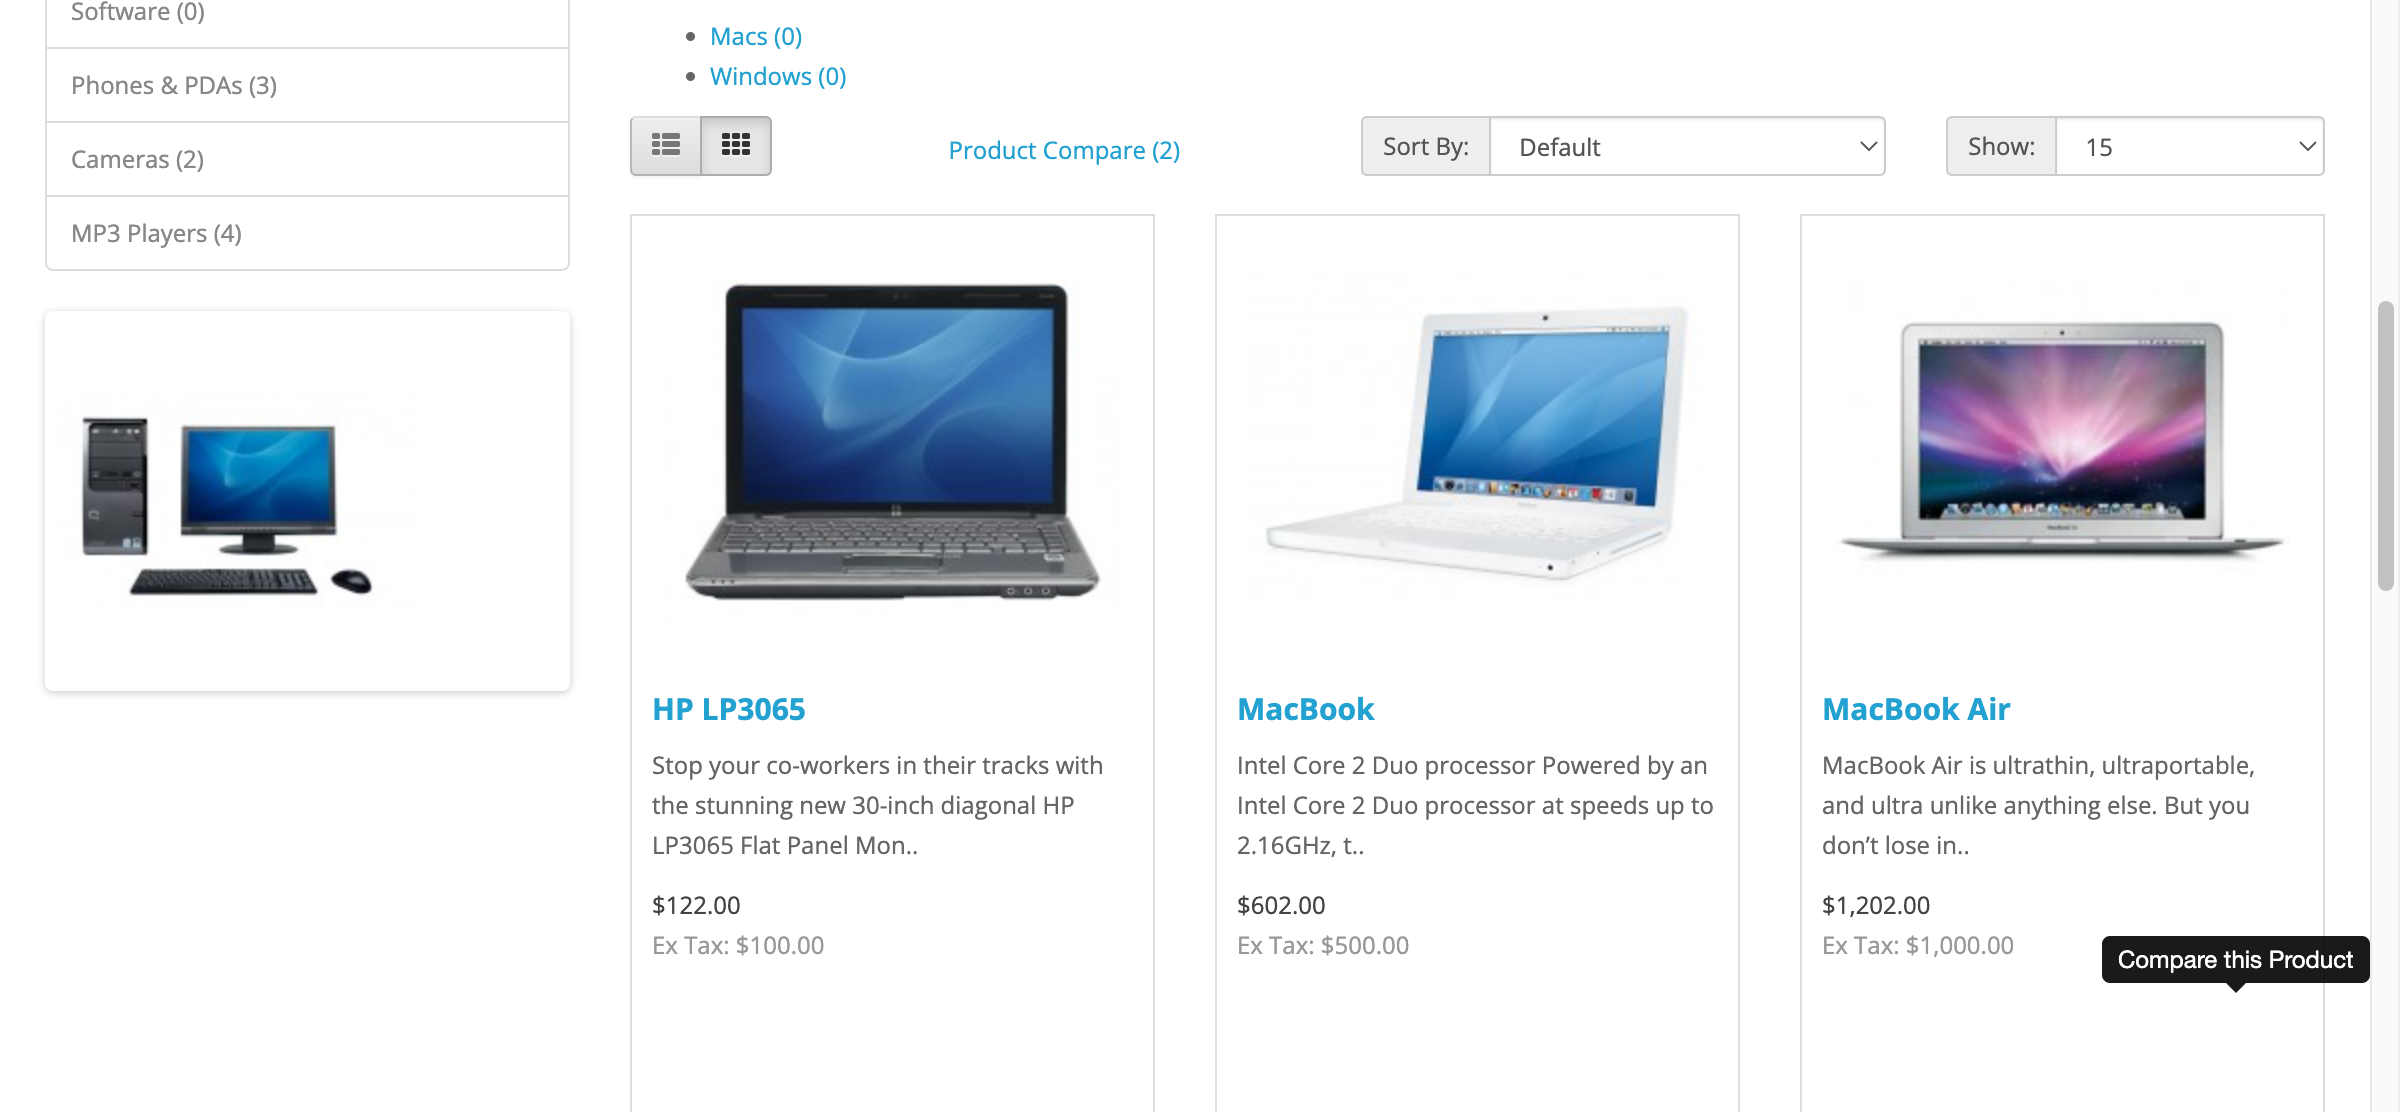 Software (0)
Phones & PDAs (3)
Cameras (2)
MP3 Players (4)
Macs (0)
Windows (0)
Product Compare (2)
Sort By:
Default
Show:
15
HP LP3065
Stop your co-workers in their tracks with
the stunning new 30-inch diagonal HP
LP3065 Flat Panel Mon..
$122.00
Ex Tax: $100.00
MacBook
Intel Core 2 Duo processor Powered by an
Intel Core 2 Duo processor at speeds up to
2.16GHz, t..
$602.00
Ex Tax: $500.00
MacBook Air
MacBook Air is ultrathin, ultraportable,
and ultra unlike anything else. But you
don’t lose in..
$1,202.00
Ex Tax: $1,000.00
Compare this Product